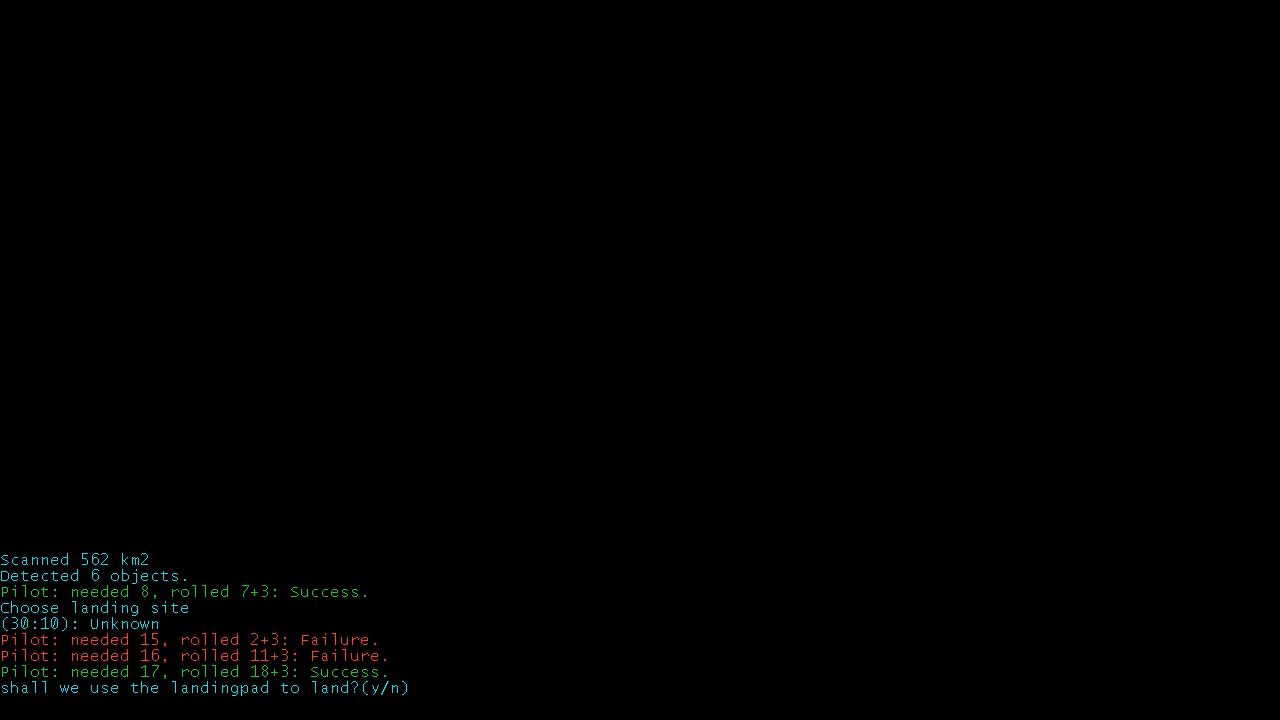 Scanned 562 km2
Detected 6 objects.
Pilot: needed 8, rolled 7+3: Success.
Choose landing site
(30:10): Unknown
Pilot: needed 15, rolled 2+3: Failure.
Pilot: needed 16, rolled 11+3: Failure.
Pilot: needed 17, rolled 18+3: Success.
shall we use the landingpad to land?(y/n)